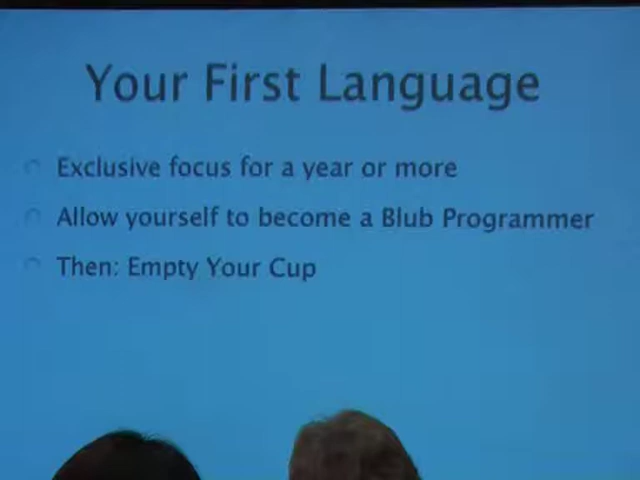 Your First Language
Exclusive focus for a year or more
Allow yourself to become a Blub Programmer
Then: Empty Your Cup